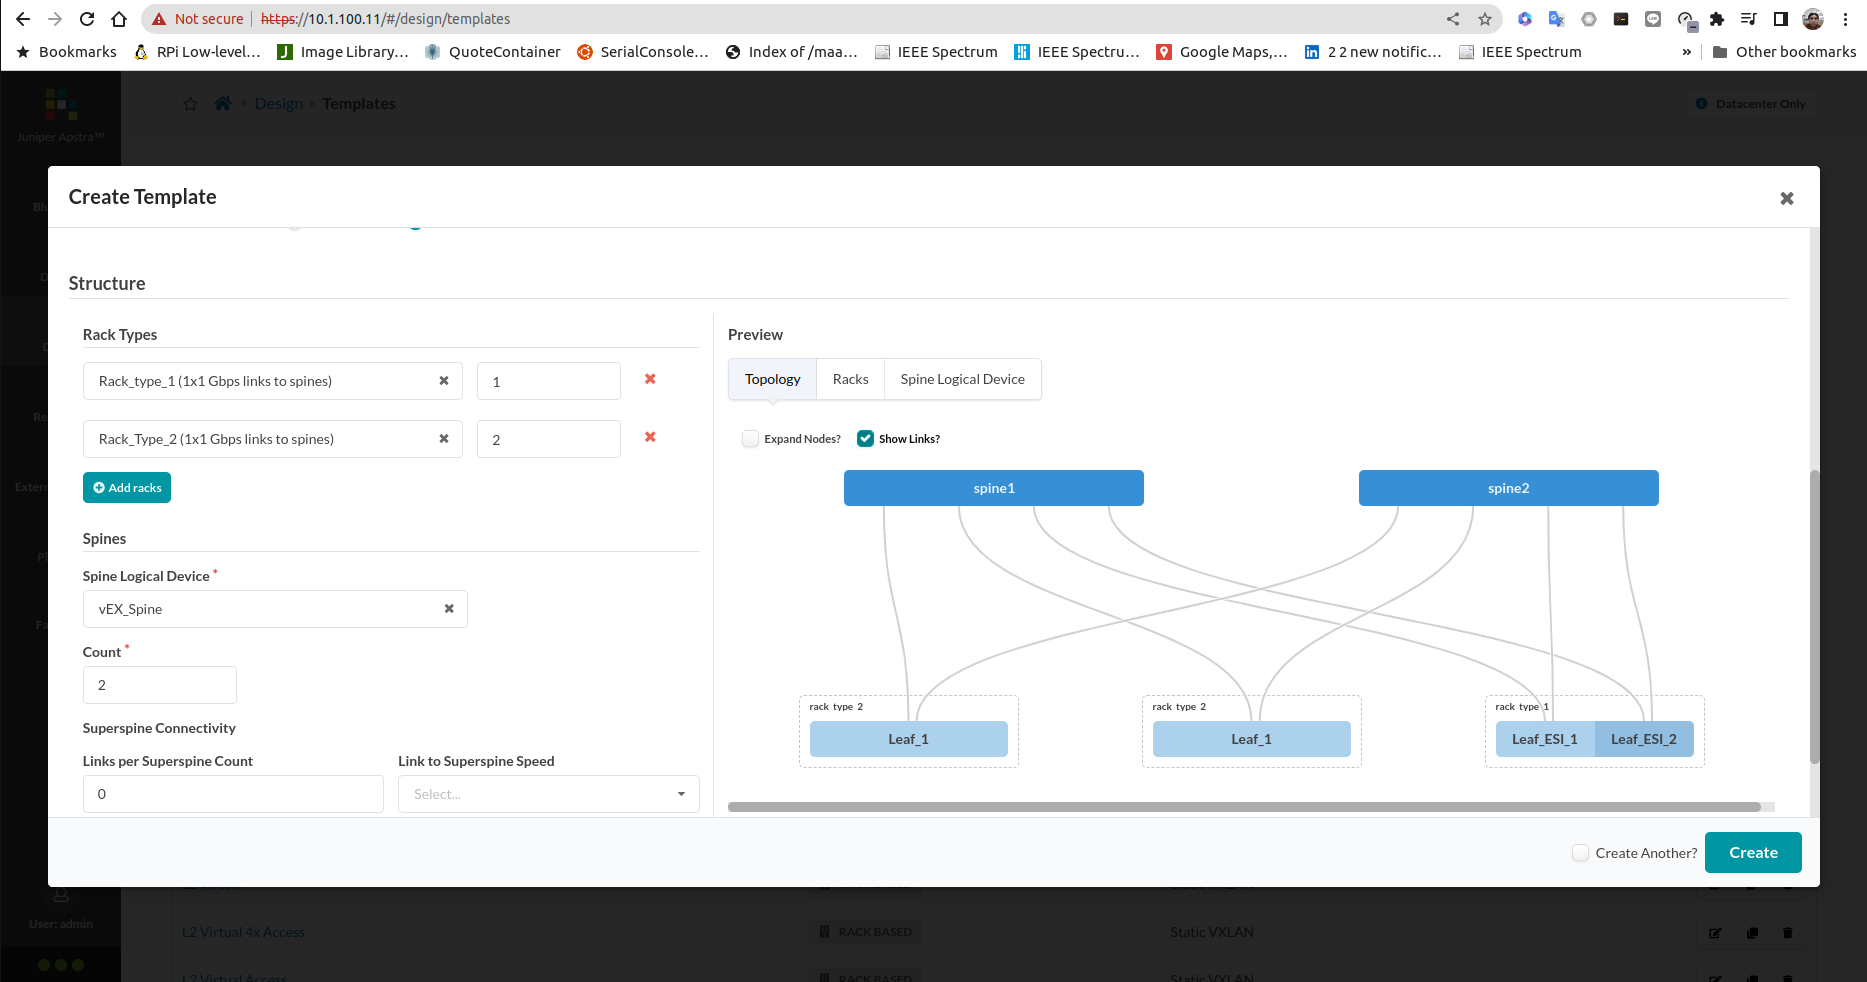 Not secure https://10.1.100.11/#/design/templates
Bookmarks RPi Low-level... Image Library,... QuoteContainer SerialConsole... Index of /maa... IEEE Spectrum IEEE Spectru... Google Maps,... 2 2 new notific... IEEE Spectrum » Other bookmarks
Juniper Apstra™
Design Templates
Datacenter Only
Create Template
Structure
Rack Types
Rack_type_1 (1x1 Gbps links to spines) 1
Rack_Type_2 (1x1 Gbps links to spines) 2
Add racks
Spines
Spine Logical Device *
vEX_Spine
Count *
2
Superspine Connectivity
Links per Superspine Count Link to Superspine Speed
0 Select...
Preview
Topology Racks Spine Logical Device
Expand Nodes? Show Links?
spine1 spine2
rack type 2 rack type 2 rack type 1
Leaf_1 Leaf_1 Leaf_ESI_1 Leaf_ESI_2
Create Another? Create
User: admin
L2 Virtual 4x Access RACK BASED Static VXLAN
L2 Virtual Access RACK BASED Static VXLAN